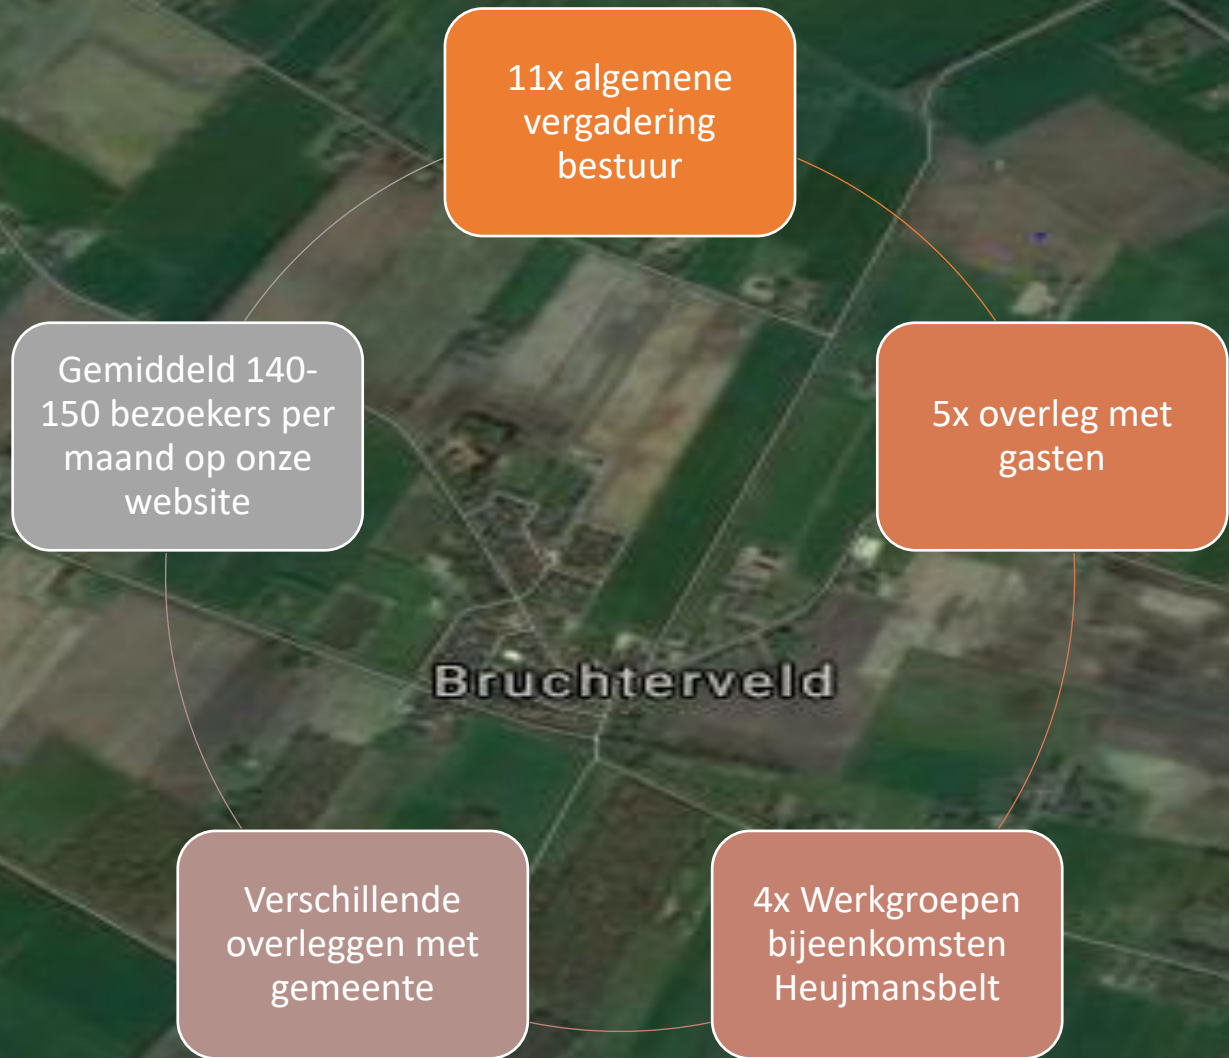 11x algemene
vergadering
bestuur
Gemiddeld 140-
150 bezoekers per
maand op onze
website
5x overleg met
gasten
Bruchterveld
Verschillende
overleggen met
gemeente
4x Werkgroepen
bijeenkomsten
Heujmansbelt